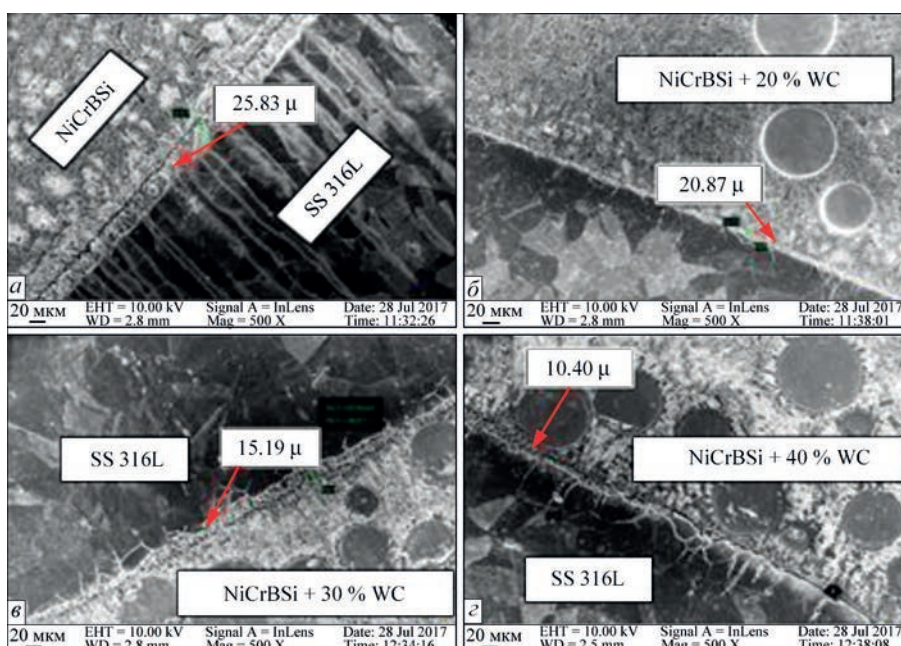 NiCrBSi
25.83 µ
SS 316L
а
20 мкм
EHT = 10.00 kV Signal A = InLens Date: 28 Jul 2017
WD = 2.8 mm Mag = 500 X Time: 11:32:26
NiCrBSi + 20 % WC
20.87 µ
б
20 мкм
EHT = 10.00 kV Signal A = InLens Date: 28 Jul 2017
WD = 2.8 mm Mag = 500 X Time: 11:38:01
SS 316L
15.19 µ
NiCrBSi + 30 % WC
в
20 мкм
EHT = 10.00 kV Signal A = InLens Date: 28 Jul 2017
WD = 2.8 mm Mag = 500 X Time: 12:34:16
10.40 µ
NiCrBSi + 40 % WC
SS 316L
г
20 мкм
EHT = 10.00 kV Signal A = InLens Date: 28 Jul 2017
WD = 2.5 mm Mag = 500 X Time: 12:38:08